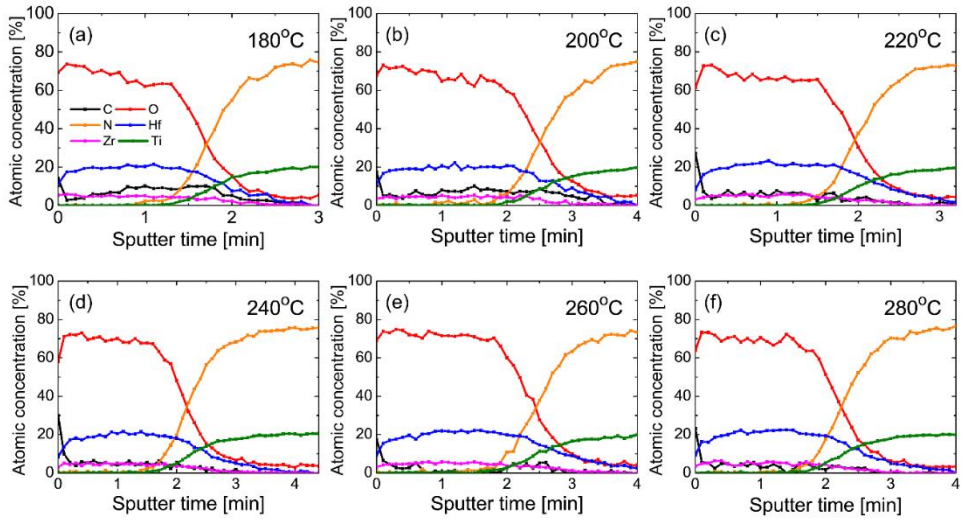 (a) 180°C
Atomic concentration [%]
100
80
60
40
20
0
C O
N Hf
Zr Ti
0 1 2 3
Sputter time [min]
(b) 200°C
Atomic concentration [%]
100
80
60
40
20
0
0 1 2 3 4
Sputter time [min]
(c) 220°C
Atomic concentration [%]
100
80
60
40
20
0
0 1 2 3
Sputter time [min]
(d) 240°C
Atomic concentration [%]
100
80
60
40
20
0
0 1 2 3 4
Sputter time [min]
(e) 260°C
Atomic concentration [%]
100
80
60
40
20
0
0 1 2 3 4
Sputter time [min]
(f) 280°C
Atomic concentration [%]
100
80
60
40
20
0
0 1 2 3 4
Sputter time [min]